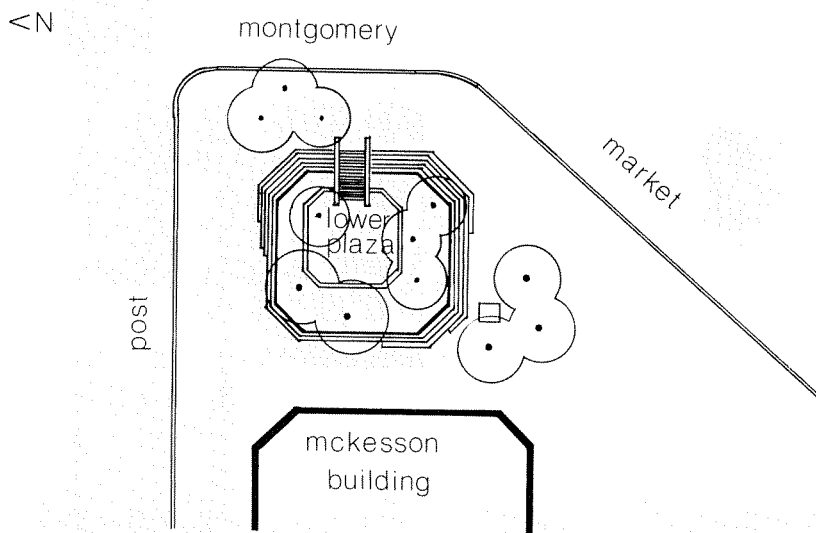 <N
montgomery
market
lower
plaza
post
mckesson
building